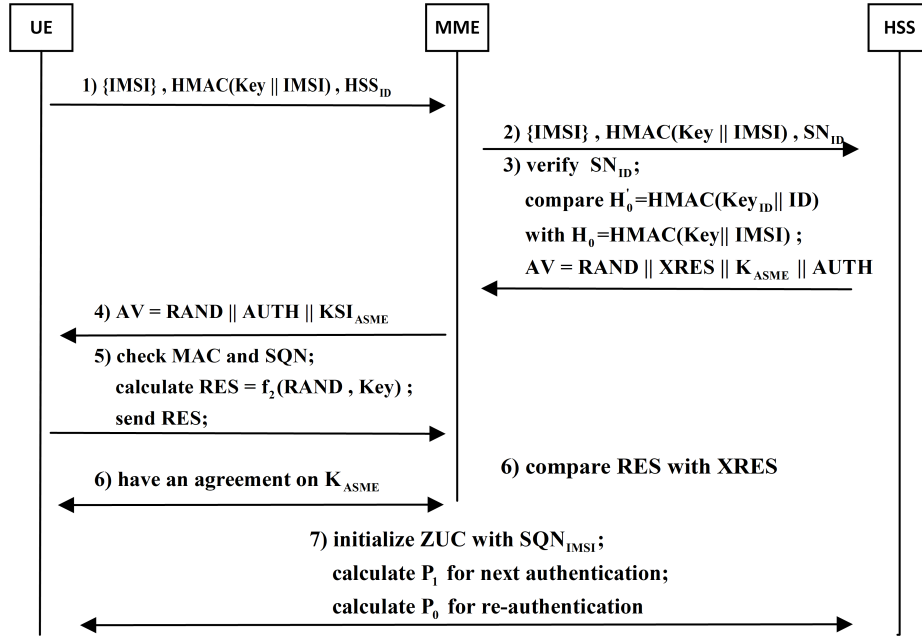 UE
MME
HSS
1) {IMSI} , HMAC(Key || IMSI) , HSS_ID
2) {IMSI} , HMAC(Key || IMSI) , SN_ID
3) verify SN_ID;
compare H'_0=HMAC(Key_ID|| ID)
with H_0=HMAC(Key|| IMSI) ;
AV = RAND || XRES || K_ASME || AUTH
4) AV = RAND || AUTH || KSI_ASME
5) check MAC and SQN;
calculate RES = f_2(RAND , Key) ;
send RES;
6) compare RES with XRES
6) have an agreement on K_ASME
7) initialize ZUC with SQN_IMSI;
calculate P_1 for next authentication;
calculate P_0 for re-authentication